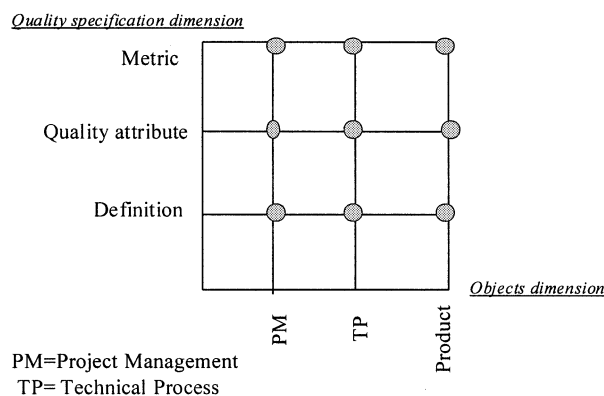 Quality specification dimension
Metric
Quality attribute
Definition
Objects dimension
PM
TP
Product
PM=Project Management
TP= Technical Process